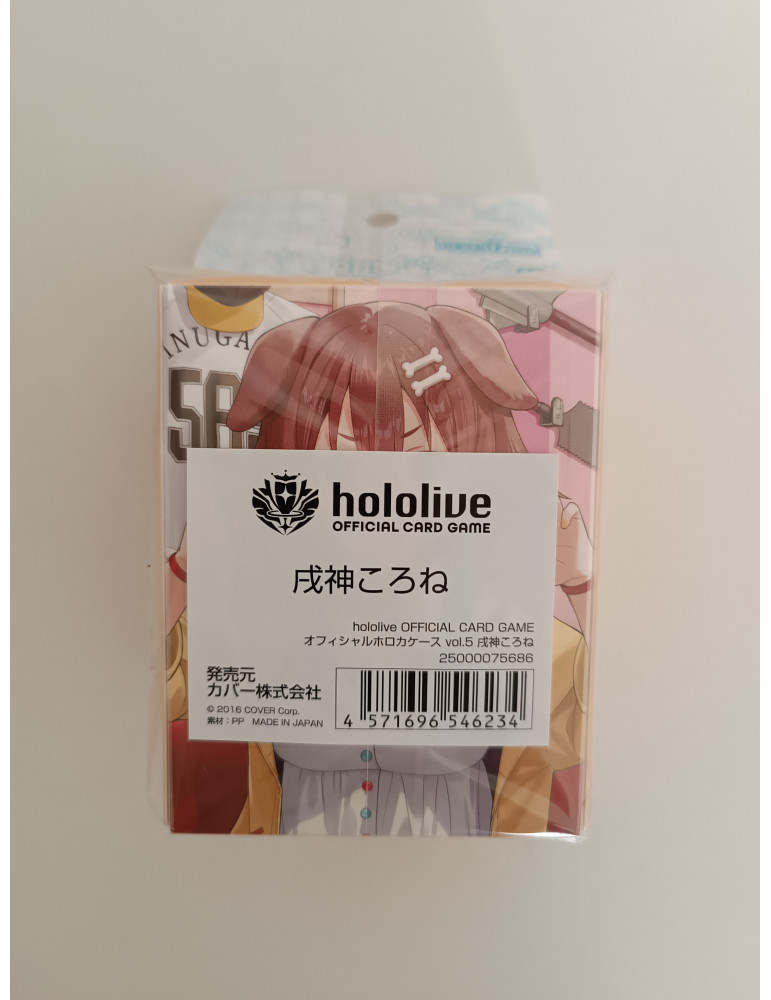 INUGA
hololive
OFFICIAL CARD GAME
戌神ころね
hololive OFFICIAL CARD GAME
オフィシャルホロカケース vol.5 戌神ころね
25000075686
発売元
カバー株式会社
© 2016 COVER Corp.
素材：PP MADE IN JAPAN
4 571696 546234